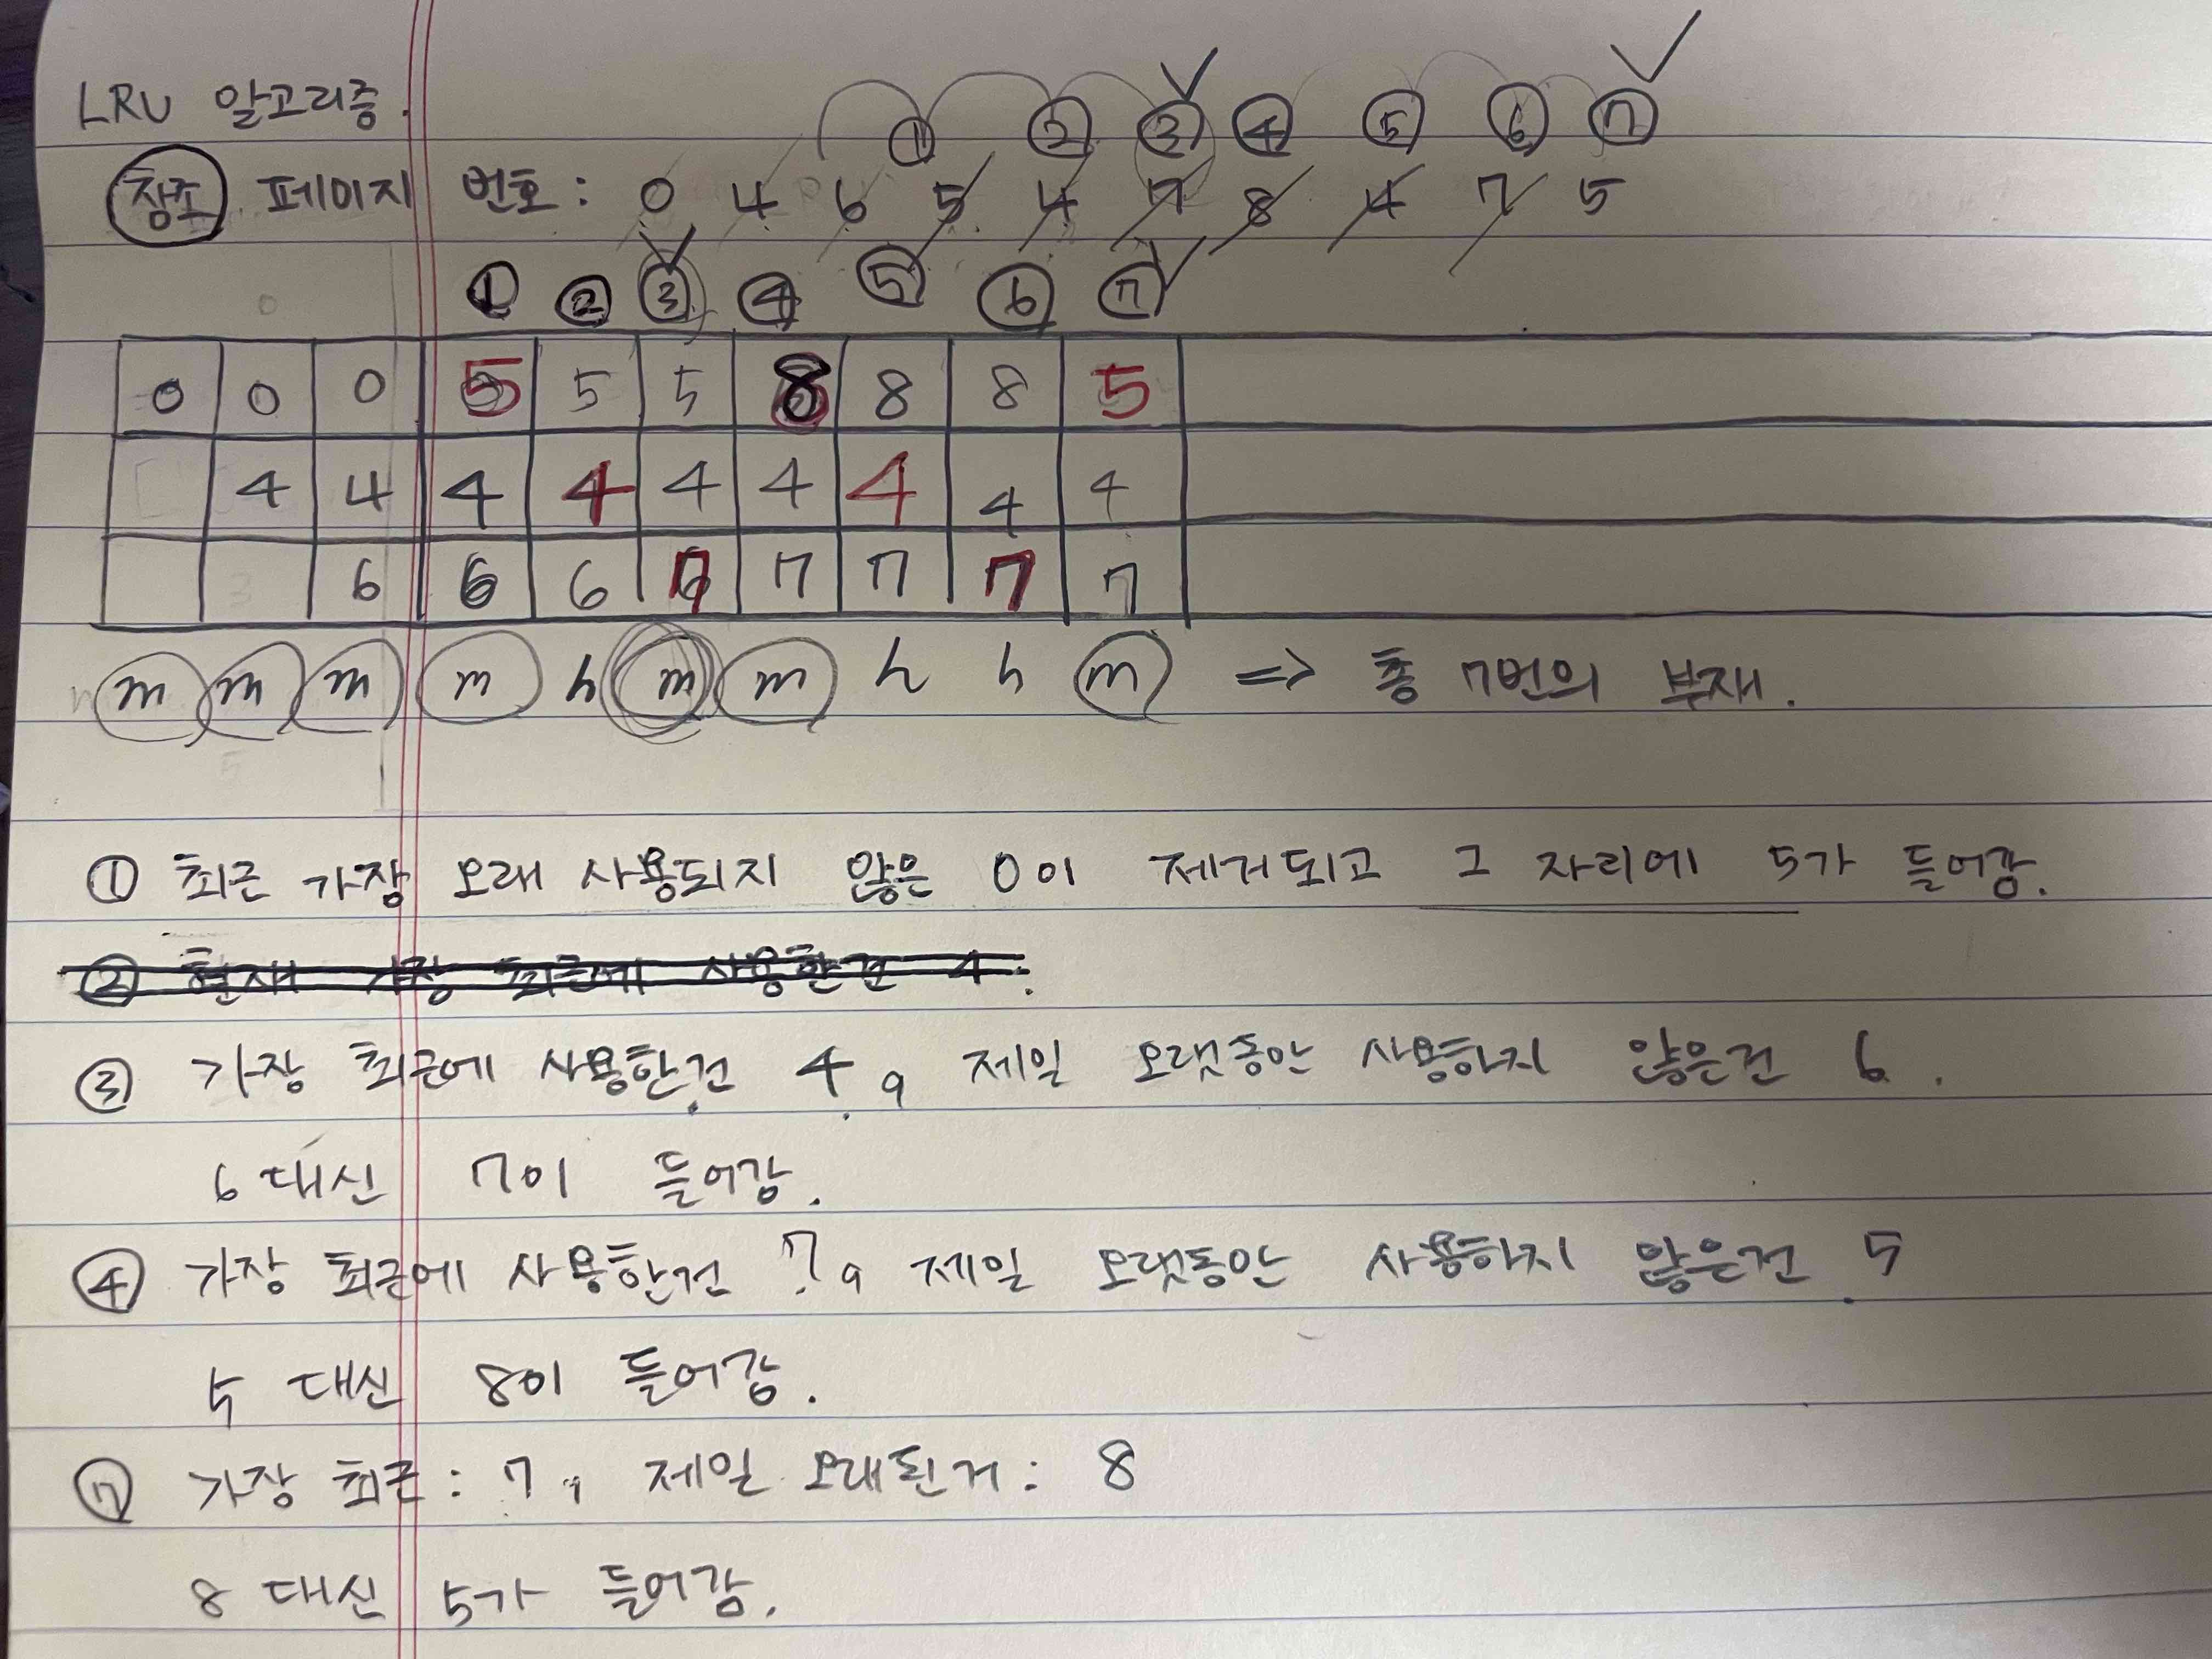 LRU 알고리즘.
① ② ③ ④ ⑤ ⑥ ⑦
참조 페이지 번호 : 0 4 6 5 4 7 8 4 7 5
① ② ③ ④ ⑤ ⑥ ⑦
0 0 0 5 5 5 8 8 8 5
4 4 4 4 4 4 4 4 4
6 6 6 7 7 7 7 7
m m m m h m m h h m => 총 7번의 부재.
① 최근 가장 오래 사용되지 않은 0이 제거되고 그 자리에 5가 들어감.
② 현재 가장 최근에 사용한건 4.
③ 가장 최근에 사용한건 4, 제일 오랫동안 사용하지 않은건 6.
6 대신 7이 들어감.
④ 가장 최근에 사용한건 7, 제일 오랫동안 사용하지 않은건 5
5 대신 8이 들어감.
⑦ 가장 최근 : 7, 제일 오래된거 : 8
8 대신 5가 들어감.